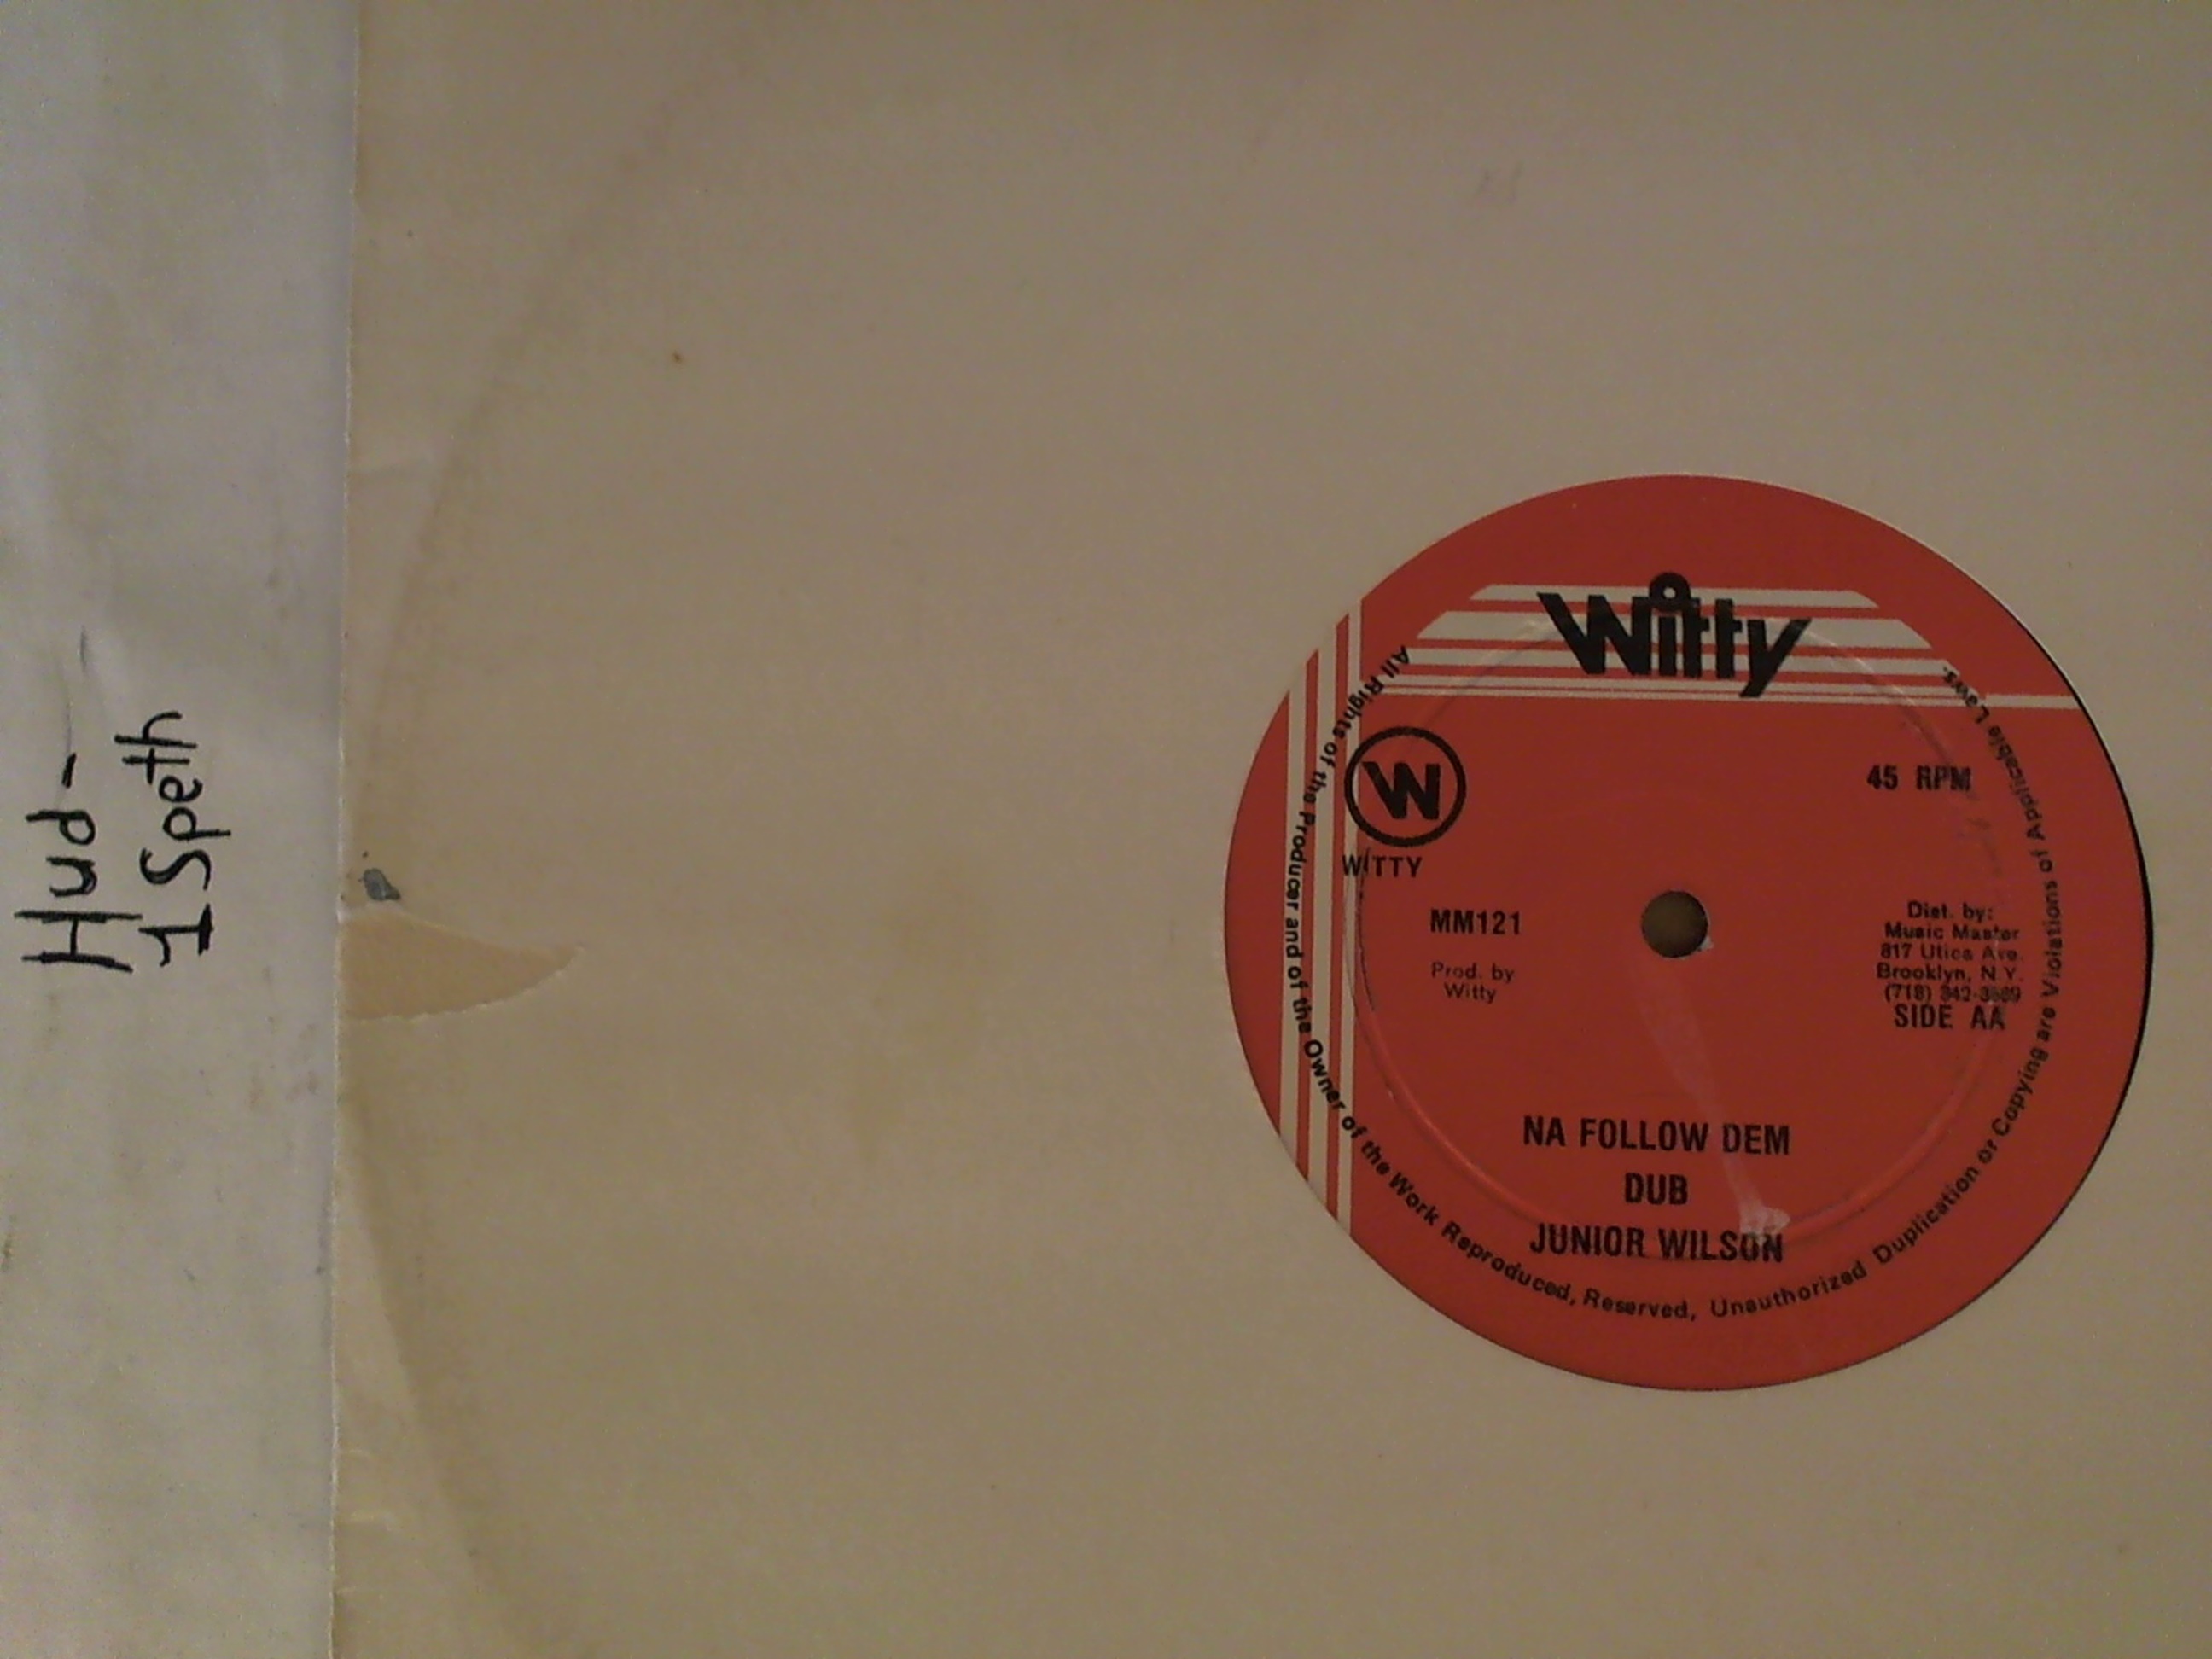 Hud-
1 Speth
Witty
W
WITTY
45 RPM
MM121
Prod. by
Witty
Dist. by:
Music Master
817 Utica Ave.
Brooklyn, N.Y.
(718) 342-
SIDE AA
NA FOLLOW DEM
DUB
JUNIOR WILSON
All Rights of the Producer and of the Owner of the Work Reproduced, Reserved, Unauthorized Duplication or Copying are Violations of Applicable Laws.